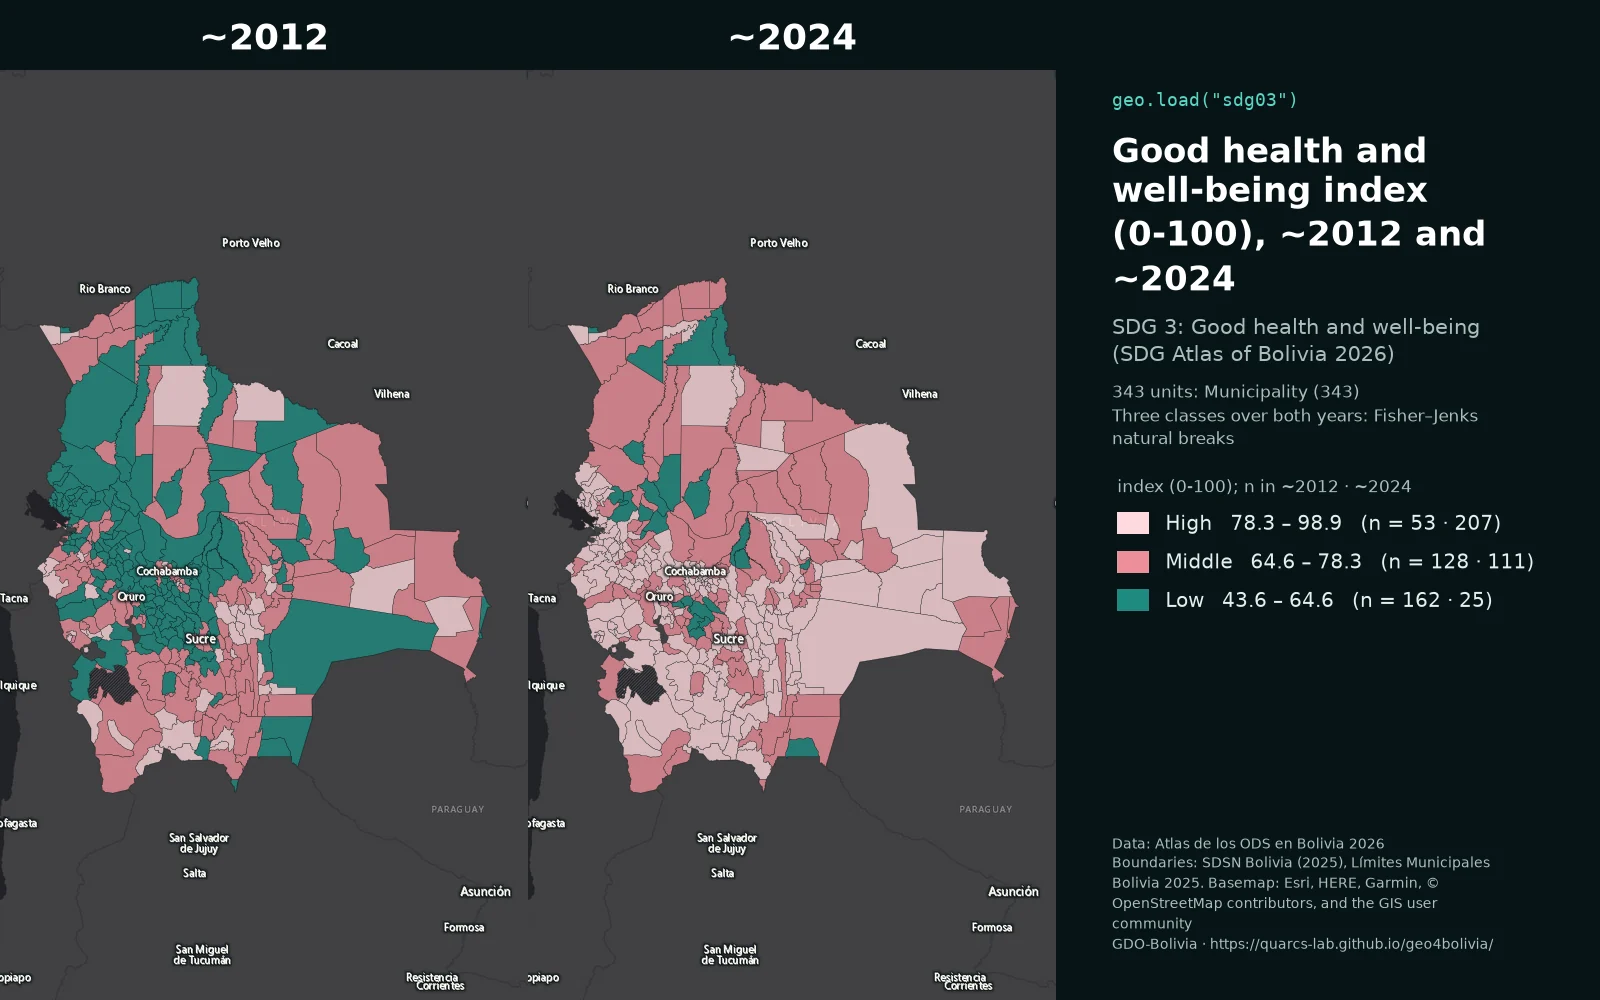 ~2012
~2024
geo.load("sdg03")
Good health and
well-being index
(0-100), ~2012 and
~2024
SDG 3: Good health and well-being
(SDG Atlas of Bolivia 2026)
343 units: Municipality (343)
Three classes over both years: Fisher–Jenks
natural breaks
index (0-100); n in ~2012 · ~2024
High 78.3 – 98.9 (n = 53 · 207)
Middle 64.6 – 78.3 (n = 128 · 111)
Low 43.6 – 64.6 (n = 162 · 25)
Data: Atlas de los ODS en Bolivia 2026
Boundaries: SDSN Bolivia (2025), Límites Municipales
Bolivia 2025. Basemap: Esri, HERE, Garmin, ©
OpenStreetMap contributors, and the GIS user
community
GDO-Bolivia · https://quarcs-lab.github.io/geo4bolivia/
Porto Velho
Rio Branco
Cacoal
Vilhena
Cochabamba
Oruro
Tacna
Sucre
Iquique
PARAGUAY
ofagasta
San Salvador
de Jujuy
Salta
Asunción
Formosa
San Miguel
de Tucumán
opiapo
Resistencia
Corrientes
Porto Velho
Rio Branco
Cacoal
Vilhena
Cochabamba
Oruro
Tacna
Sucre
Iquique
PARAGUAY
ofagasta
San Salvador
de Jujuy
Salta
Asunción
Formosa
San Miguel
de Tucumán
opiapo
Resistencia
Corrientes